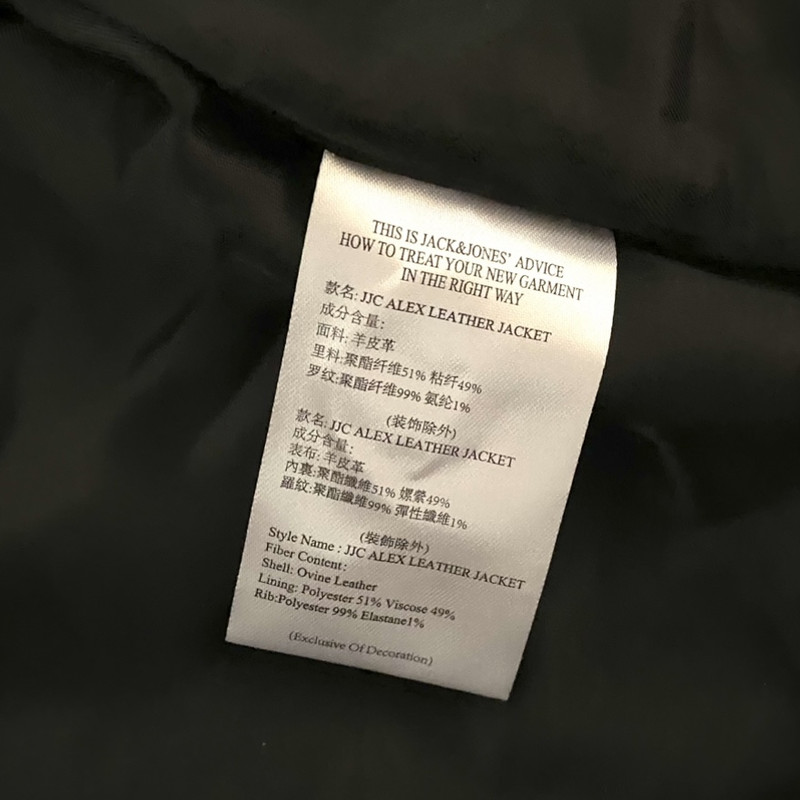 THIS IS JACK&JONES' ADVICE
HOW TO TREAT YOUR NEW GARMENT
IN THE RIGHT WAY
款名: JJC ALEX LEATHER JACKET
成分含量:
面料: 羊皮革
里料:聚酯纤维51% 粘纤49%
罗纹:聚酯纤维99% 氨纶1%
(装饰除外)
款名: JJC ALEX LEATHER JACKET
成分含量:
表布: 羊皮革
內裏:聚酯纖維51% 嫘縈49%
羅紋:聚酯纖維99% 彈性纖維1%
(裝飾除外)
Style Name : JJC ALEX LEATHER JACKET
Fiber Content:
Shell: Ovine Leather
Lining: Polyester 51% Viscose 49%
Rib:Polyester 99% Elastane1%
(Exclusive Of Decoration)